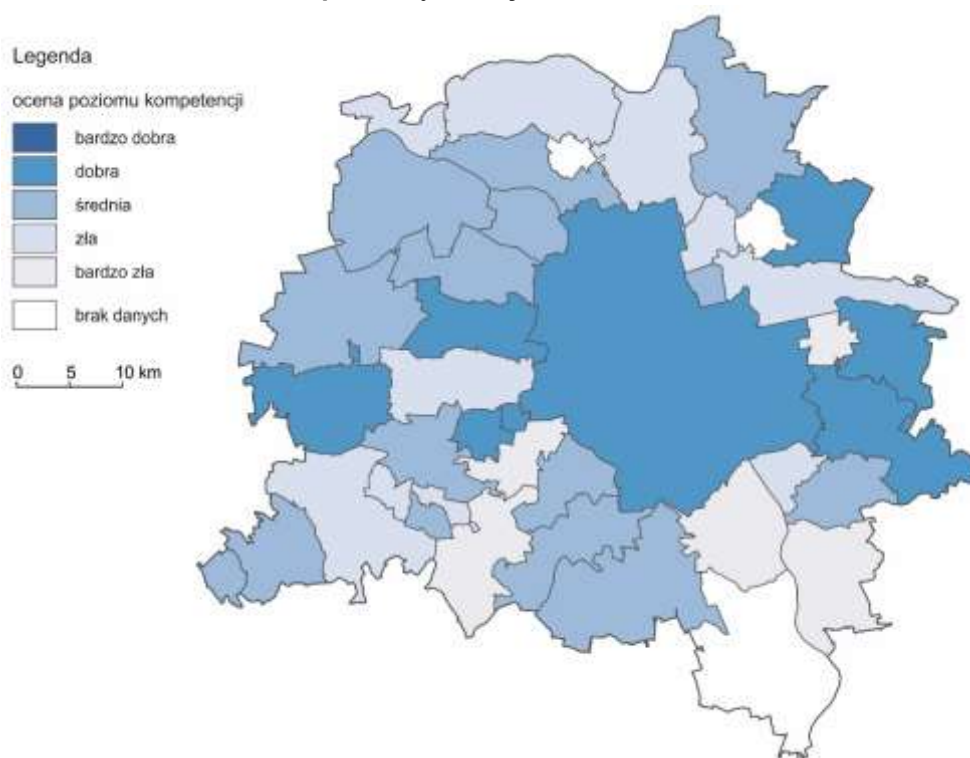 Legenda
ocena poziomu kompetencji
bardzo dobra
dobra
średnia
zła
bardzo zła
brak danych
0 5 10 km